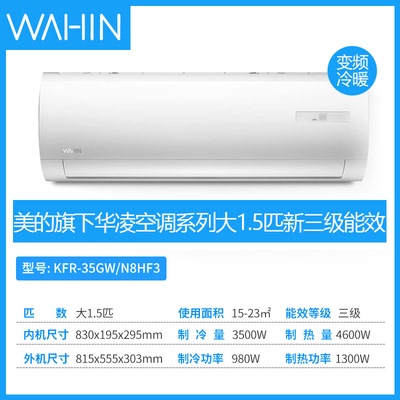 WAHIN
变频
冷暖
WAHIN
美的旗下华凌空调系列大1.5匹新三级能效
型号: KFR-35GW/N8HF3
匹数 大1.5匹 使用面积 15-23㎡ 能效等级 三级
内机尺寸 830x195x295mm 制冷量 3500W 制热量 4600W
外机尺寸 815x555x303mm 制冷功率 980W 制热功率 1300W